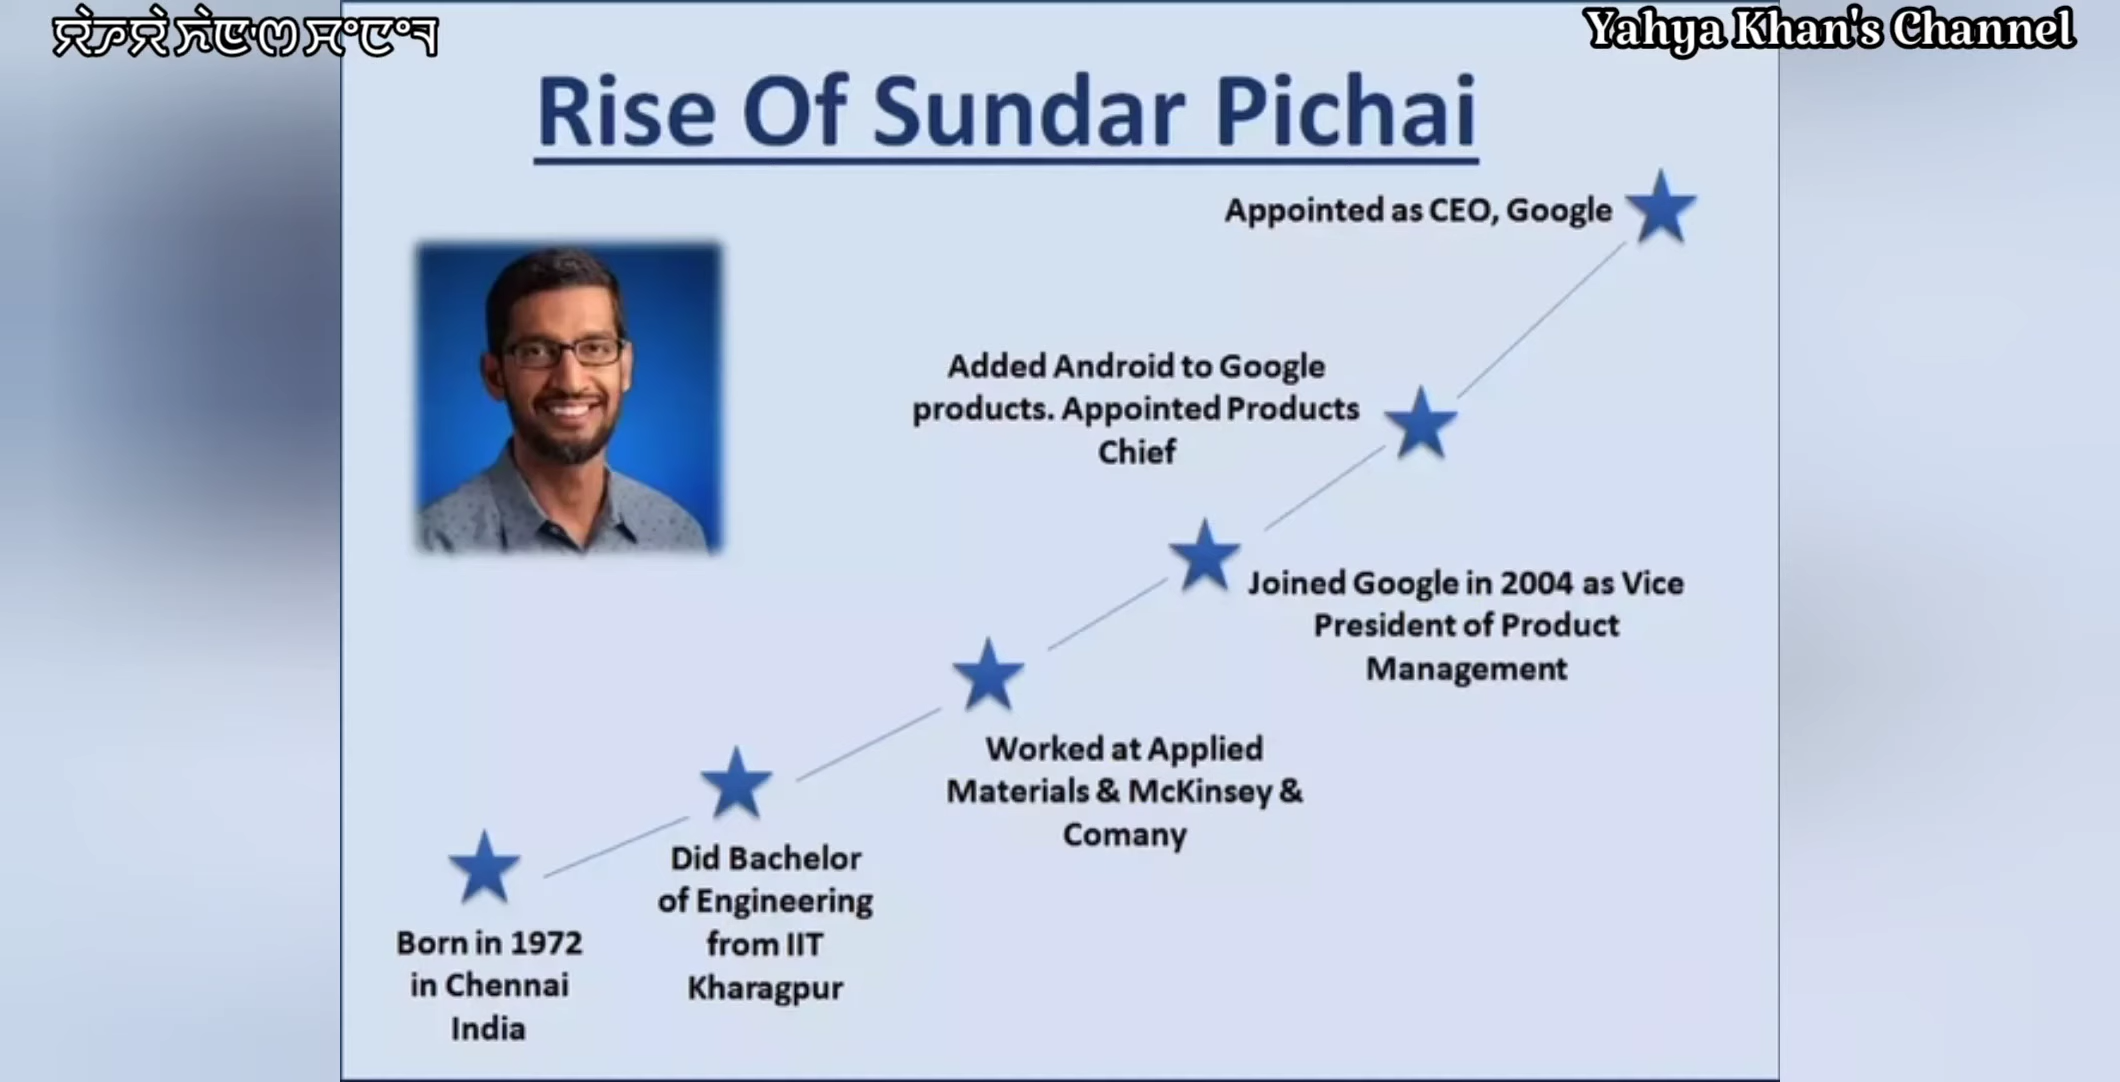 Yahya Khan's Channel
Rise Of Sundar Pichai
Appointed as CEO, Google
Added Android to Google
products. Appointed Products
Chief
Joined Google in 2004 as Vice
President of Product
Management
Worked at Applied
Materials & McKinsey &
Comany
Did Bachelor
of Engineering
from IIT
Kharagpur
Born in 1972
in Chennai
India